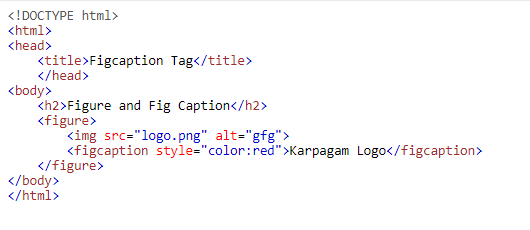 <!DOCTYPE html>
<html>
<head>
    <title>Figcaption Tag</title>
    </head>
<body>
    <h2>Figure and Fig Caption</h2>
    <figure>
        <img src="logo.png" alt="gfg">
        <figcaption style="color:red">Karpagam Logo</figcaption>
    </figure>
</body>
</html>